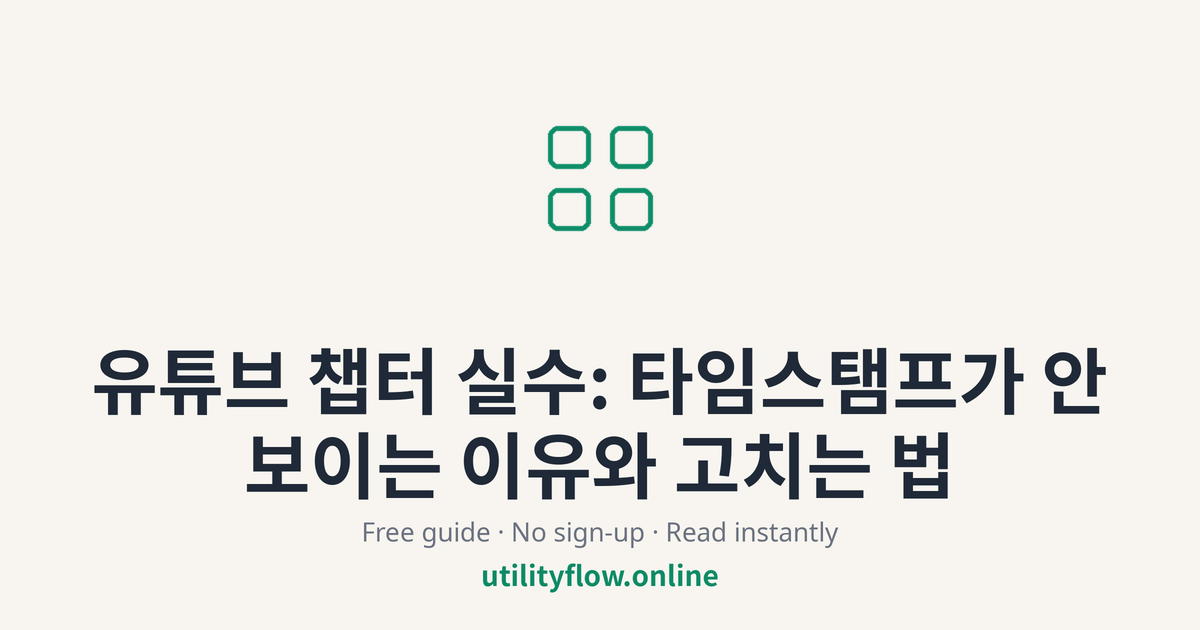 유튜브 챕터 실수: 타임스탬프가 안
보이는 이유와 고치는 법
Free guide · No sign-up · Read instantly
utilityflow.online